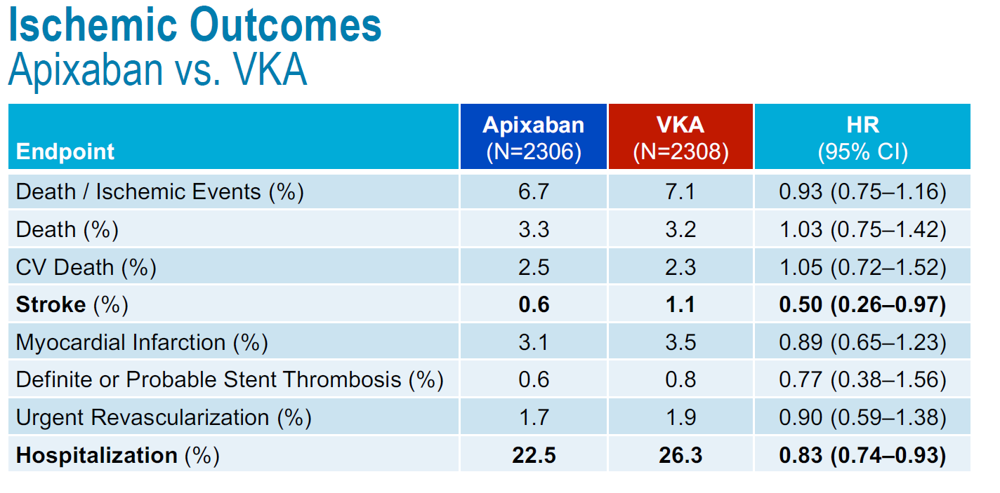 Ischemic Outcomes
Apixaban vs. VKA
Endpoint Apixaban (N=2306) VKA (N=2308) HR (95% CI)
Death / Ischemic Events (%) 6.7 7.1 0.93 (0.75–1.16)
Death (%) 3.3 3.2 1.03 (0.75–1.42)
CV Death (%) 2.5 2.3 1.05 (0.72–1.52)
Stroke (%) 0.6 1.1 0.50 (0.26–0.97)
Myocardial Infarction (%) 3.1 3.5 0.89 (0.65–1.23)
Definite or Probable Stent Thrombosis (%) 0.6 0.8 0.77 (0.38–1.56)
Urgent Revascularization (%) 1.7 1.9 0.90 (0.59–1.38)
Hospitalization (%) 22.5 26.3 0.83 (0.74–0.93)